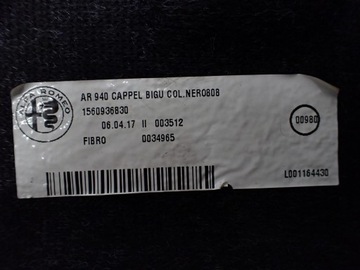 ALFA ROMEO
AR 940 CAPPEL BIGU COL.NERO808
1560936830
06.04.17 II 003512
00980
FIBRO 0034965
L001164430